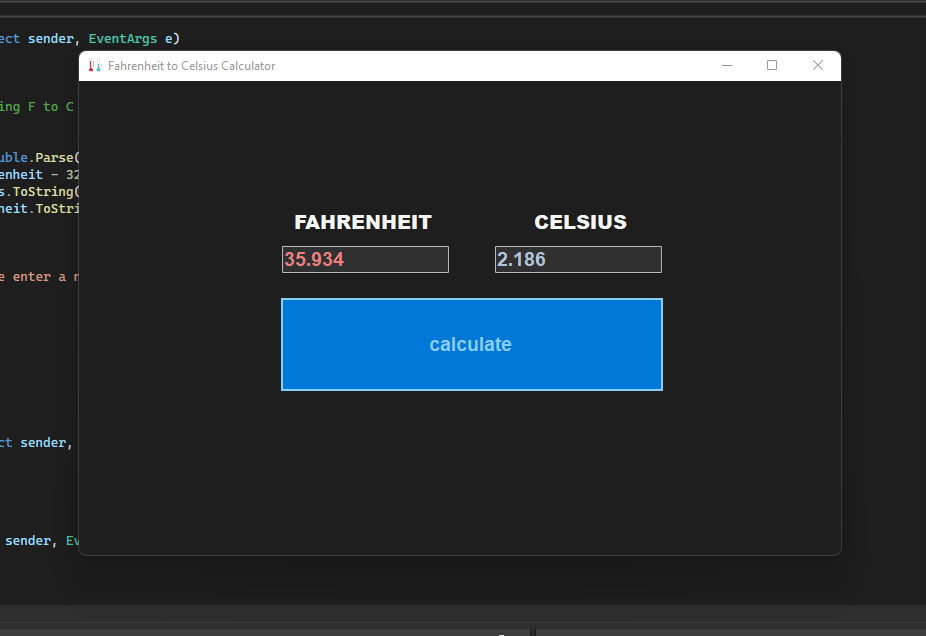 ect sender, EventArgs e)
Fahrenheit to Celsius Calculator
ing F to C
uble.Parse(
enheit - 32
s.ToString(
heit.ToStri
FAHRENHEIT CELSIUS
35.934 2.186
e enter a n
calculate
ct sender,
sender, Ev